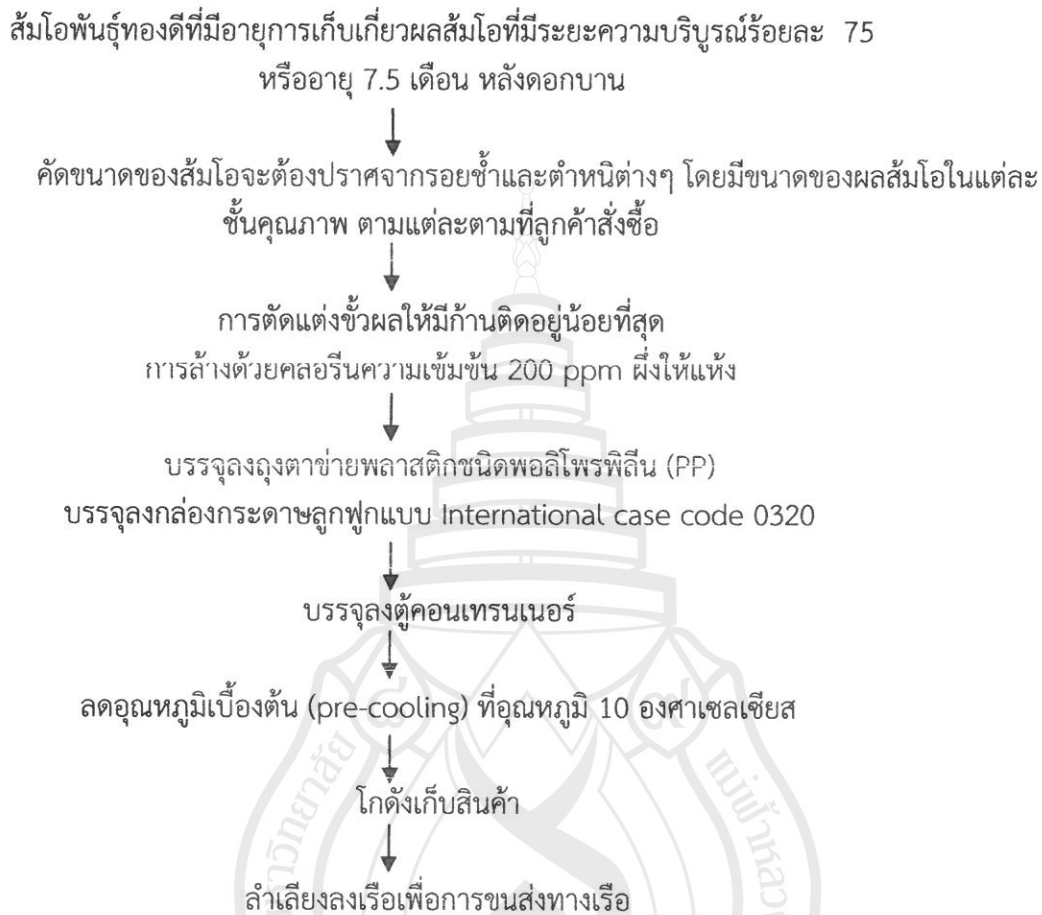 ส้มโอพันธุ์ทองดีที่มีอายุการเก็บเกี่ยวผลส้มโอที่มีระยะความบริบูรณ์ร้อยละ 75
หรืออายุ 7.5 เดือน หลังดอกบาน
คัดขนาดของส้มโอจะต้องปราศจากรอยช้ำและตำหนิต่างๆ โดยมีขนาดของผลส้มโอในแต่ละ
ชั้นคุณภาพ ตามแต่ละตามที่ลูกค้าสั่งซื้อ
การตัดแต่งขั้วผลให้มีก้านติดอยู่น้อยที่สุด
การล้างด้วยคลอรีนความเข้มข้น 200 ppm ผึ่งให้แห้ง
บรรจุลงถุงตาข่ายพลาสติกชนิดพอลิโพรพิลีน (PP)
บรรจุลงกล่องกระดาษลูกฟูกแบบ International case code 0320
บรรจุลงตู้คอนเทรนเนอร์
ลดอุณหภูมิเบื้องต้น (pre-cooling) ที่อุณหภูมิ 10 องศาเซลเซียส
โกดังเก็บสินค้า
ลำเลียงลงเรือเพื่อการขนส่งทางเรือ